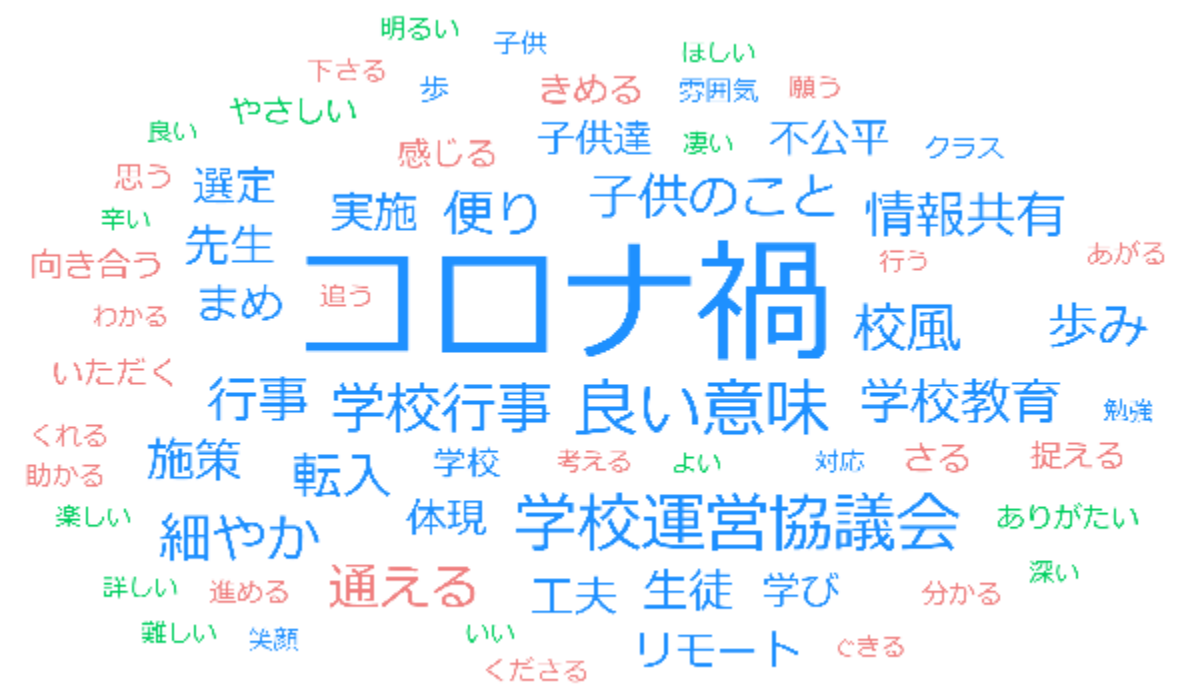 明るい
子供
ほしい
下さる
歩
きめる
雰囲気
願う
やさしい
良い
感じる
子供達
凄い
不公平
クラス
思う
選定
実施
便り
子供のこと
情報共有
辛い
先生
向き合う
行う
あがる
コロナ禍
まめ
追う
わかる
校風
歩み
いただく
行事
学校行事
良い意味
学校教育
勉強
くれる
施策
転入
学校
考える
よい
対応
さる
捉える
助かる
楽しい
細やか
体現
学校運営協議会
ありがたい
深い
詳しい
進める
通える
工夫
生徒
学び
分かる
難しい
笑顔
いい
リモート
くださる